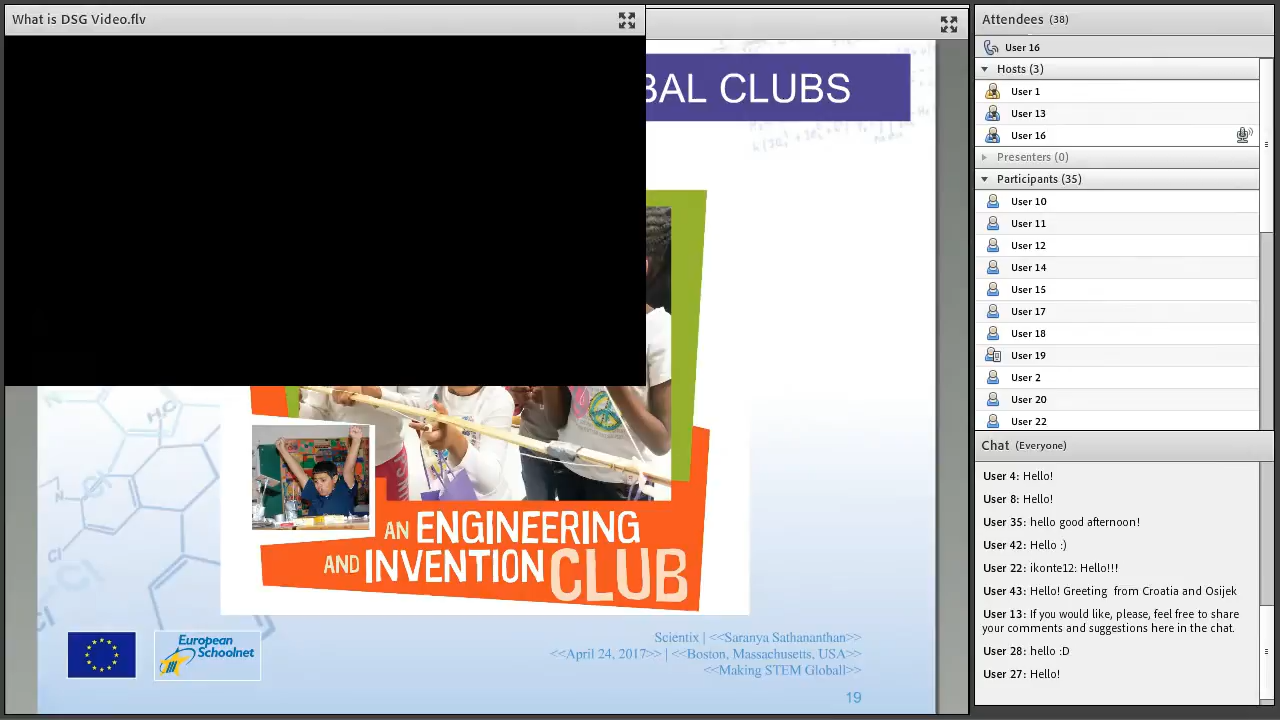 What is DSG Video.flv
BAL CLUBS
AN ENGINEERING
AND INVENTION CLUB
European
Schoolnet
Scientix | <<Saranya Sathananthan>>
<<April 24, 2017>> | <<Boston, Massachusetts, USA>>
<<Making STEM Globall>>
19
Attendees (38)
User 16
Hosts (3)
User 1
User 13
User 16
Presenters (0)
Participants (35)
User 10
User 11
User 12
User 14
User 15
User 17
User 18
User 19
User 2
User 20
User 22
Chat (Everyone)
User 4: Hello!
User 8: Hello!
User 35: hello good afternoon!
User 42: Hello :)
User 22: ikonte12: Hello!!!
User 43: Hello! Greeting from Croatia and Osijek
User 13: If you would like, please, feel free to share
your comments and suggestions here in the chat.
User 28: hello :D
User 27: Hello!